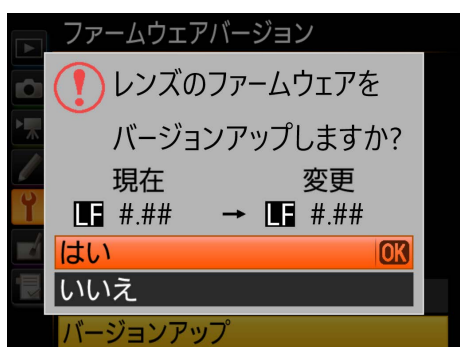 ファームウェアバージョン
レンズのファームウェアを
バージョンアップしますか?
現在 変更
LF #.## → LF #.##
はい OK
いいえ
バージョンアップ